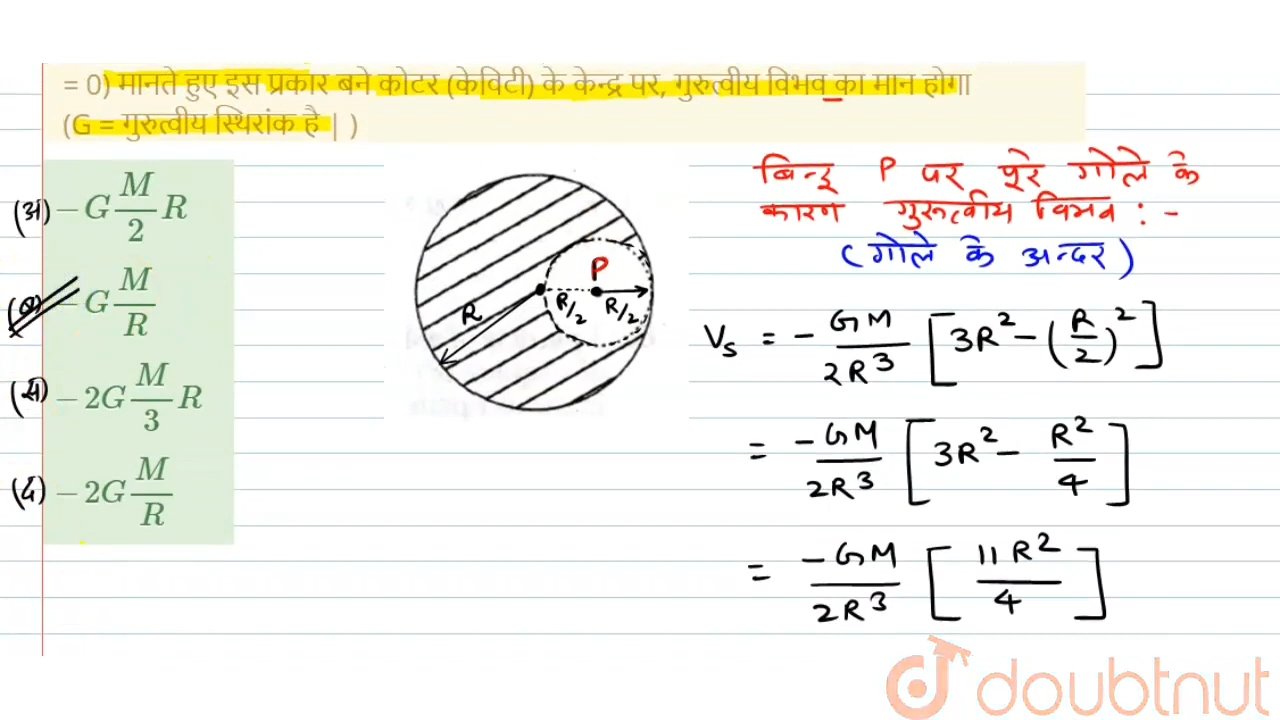 = 0) मानते हुए इस प्रकार बने कोटर (केविटी) के केन्द्र पर, गुरुत्वीय विभव का मान होगा
(G = गुरुत्वीय स्थिरांक है | )
(अ) -G M/2 R
(ब) -G M/R
(स) -2G M/3 R
(द) -2G M/R
P
R/2
R/2
R
बिन्दु P पर पूरे गोले के
कारण गुरुत्वीय विभव : -
(गोले के अन्दर)
Vs = -GM/2R³ [3R² - (R/2)²]
= -GM/2R³ [3R² - R²/4]
= -GM/2R³ [11R²/4]
doubtnut